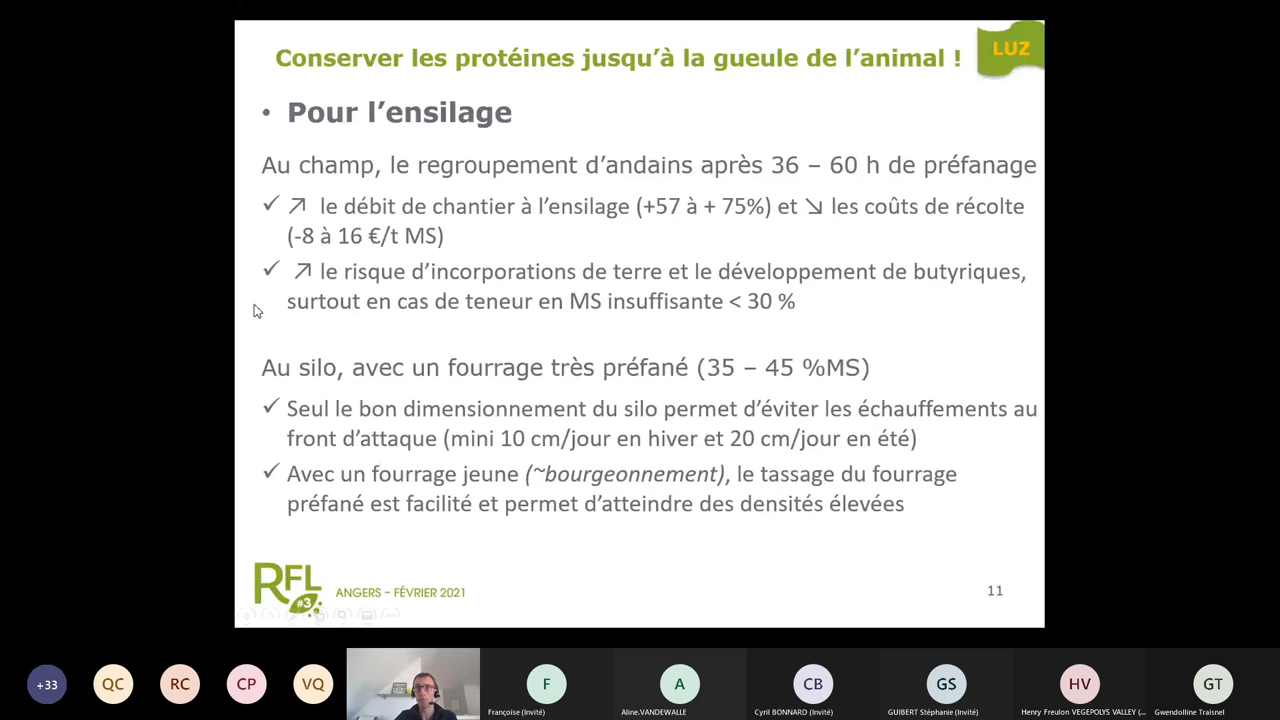 Conserver les protéines jusqu'à la gueule de l'animal !
LUZ
• Pour l'ensilage
Au champ, le regroupement d'andains après 36 – 60 h de préfanage
✓ ↗ le débit de chantier à l'ensilage (+57 à + 75%) et ↘ les coûts de récolte
(-8 à 16 €/t MS)
✓ ↗ le risque d'incorporations de terre et le développement de butyriques,
surtout en cas de teneur en MS insuffisante < 30 %
Au silo, avec un fourrage très préfané (35 – 45 %MS)
✓ Seul le bon dimensionnement du silo permet d'éviter les échauffements au
front d'attaque (mini 10 cm/jour en hiver et 20 cm/jour en été)
✓ Avec un fourrage jeune (~bourgeonnement), le tassage du fourrage
préfané est facilité et permet d'atteindre des densités élevées
RFL
#3
ANGERS – FÉVRIER 2021
11
+33
QC
RC
CP
VQ
F
A
CB
GS
HV
GT
Françoise (Invité)
Aline.VANDEWALLE
Cyril BONNARD (Invité)
GUIBERT Stéphanie (Invité)
Henry Freulon VEGEPOLYS VALLEY (...
Gwendolline Traisnel